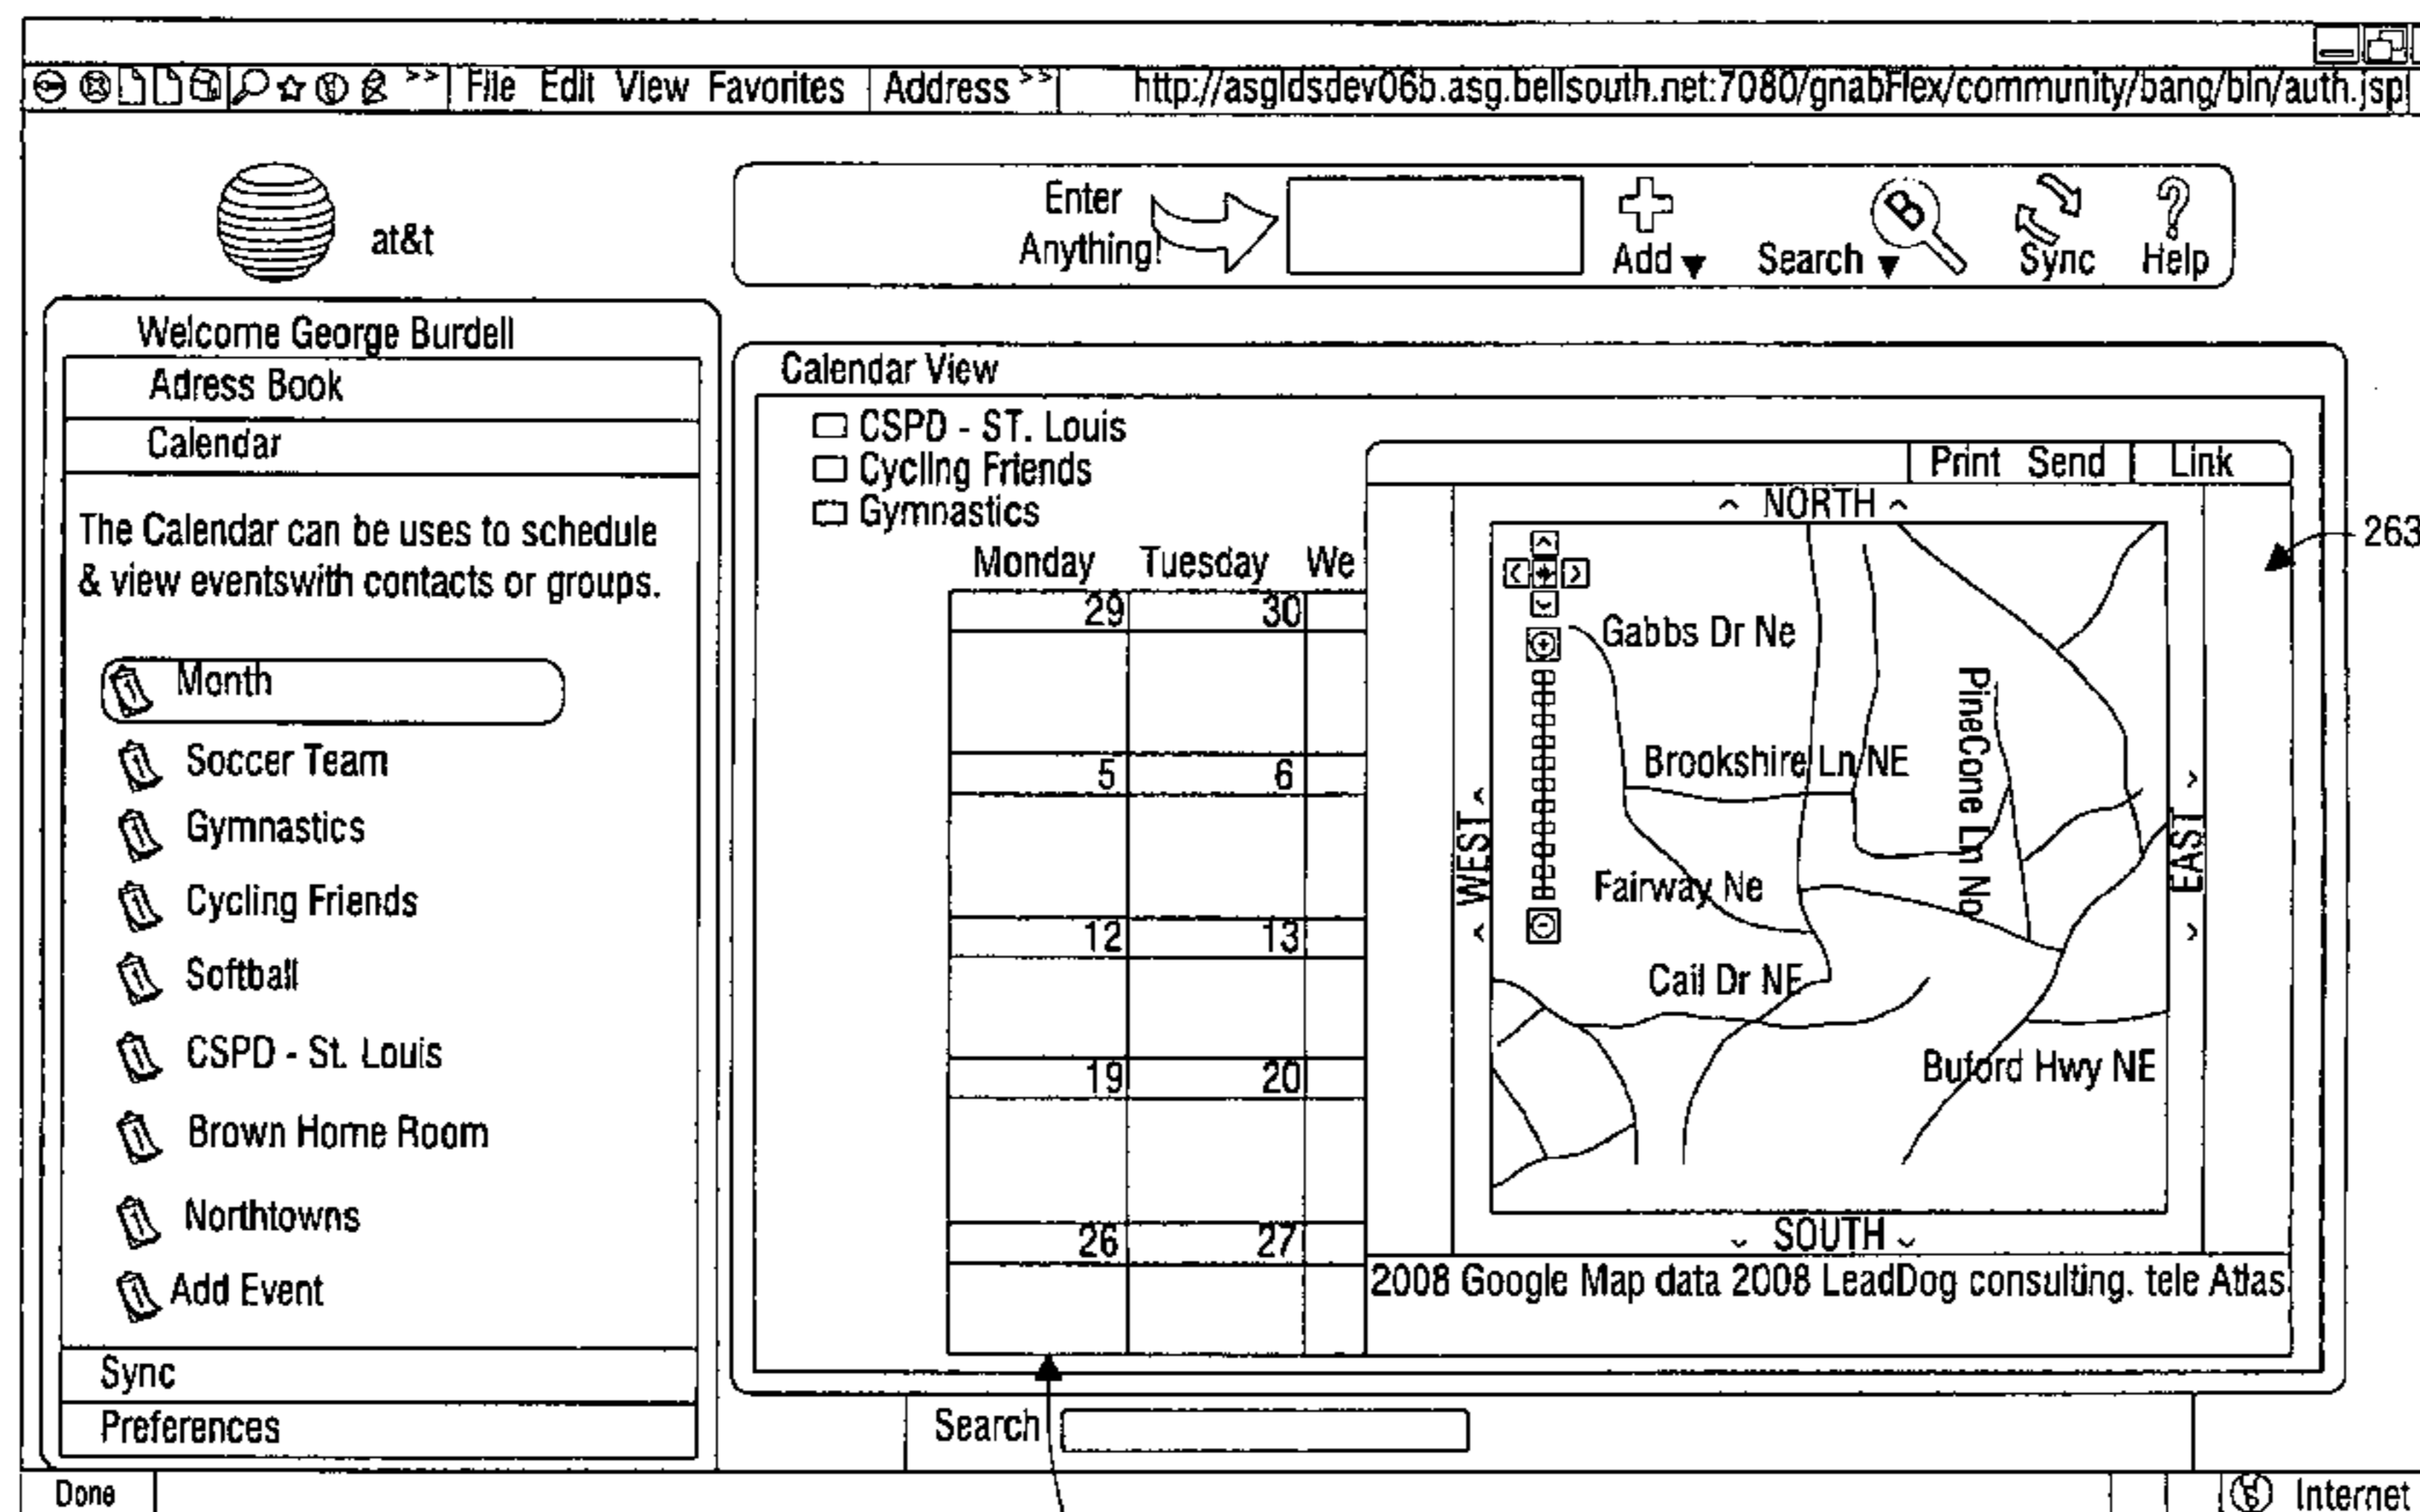 >> File Edit View Favorites Address >> http://asgldsdev06b.asg.bellsouth.net:7080/gnabFlex/community/bang/bin/auth.jsp
at&t
Enter
Anything!
Add ▼ Search ▼ B Sync Help
Welcome George Burdell
Adress Book
Calendar
The Calendar can be uses to schedule
& view eventswith contacts or groups.
Month
Soccer Team
Gymnastics
Cycling Friends
Softball
CSPD - St. Louis
Brown Home Room
Northtowns
Add Event
Sync
Preferences
Calendar View
CSPD - ST. Louis
Cycling Friends
Gymnastics
Monday Tuesday We
29 30
5 6
12 13
19 20
26 27
Print Send Link
^ NORTH ^
< WEST <
> EAST >
Gabbs Dr Ne
Brookshire Ln NE
PineCone Ln No
Fairway Ne
Cail Dr NE
Buford Hwy NE
SOUTH
2008 Google Map data 2008 LeadDog consulting. tele Atlas
263
Search
Done
Internet